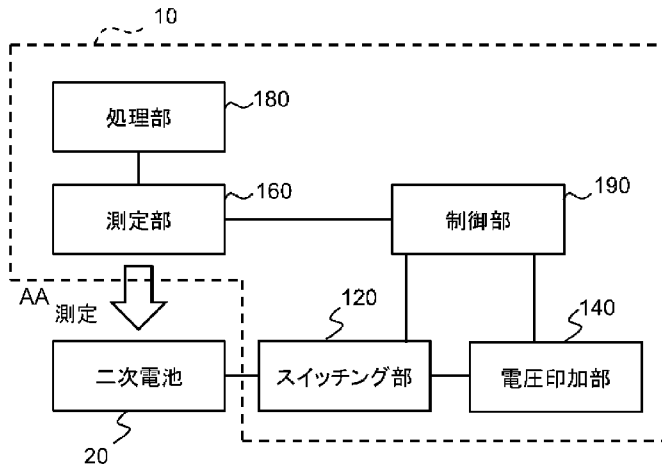 10
処理部
180
測定部
160
制御部
190
AA
測定
120
140
二次電池
スイッチング部
電圧印加部
20